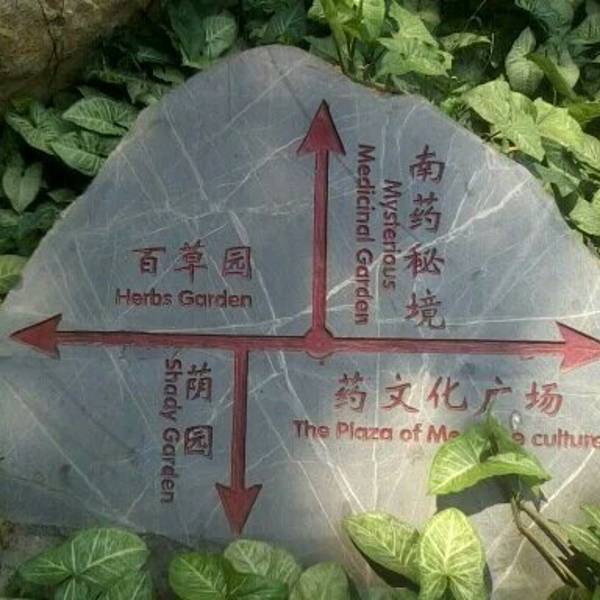 南药秘境
Mysterious
Medicinal Garden
百草园
Herbs Garden
药文化广场
The Plaza of culture
荫园
Shady Garden